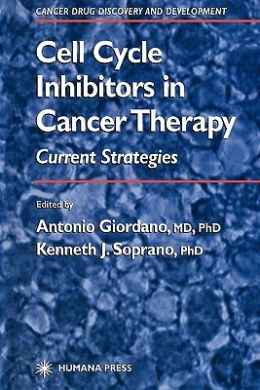 CANCER DRUG DISCOVERY AND DEVELOPMENT
Cell Cycle
Inhibitors in
Cancer Therapy
Current Strategies
Edited by
Antonio Giordano, MD, PhD
Kenneth J. Soprano, PhD
HUMANA PRESS